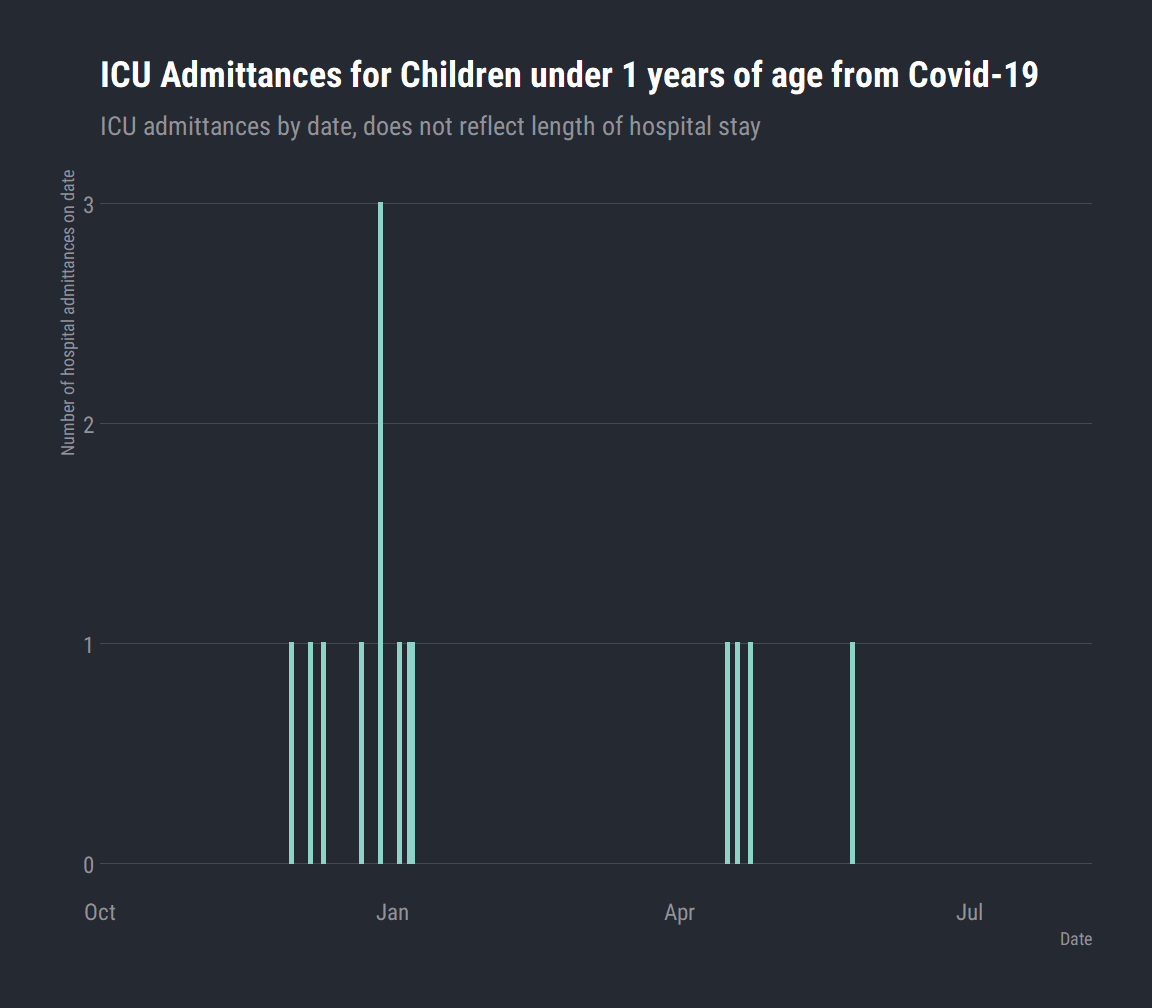 ICU Admittances for Children under 1 years of age from Covid-19
ICU admittances by date, does not reflect length of hospital stay
Number of hospital admittances on date
3
2
1
0
Oct Jan Apr Jul
Date